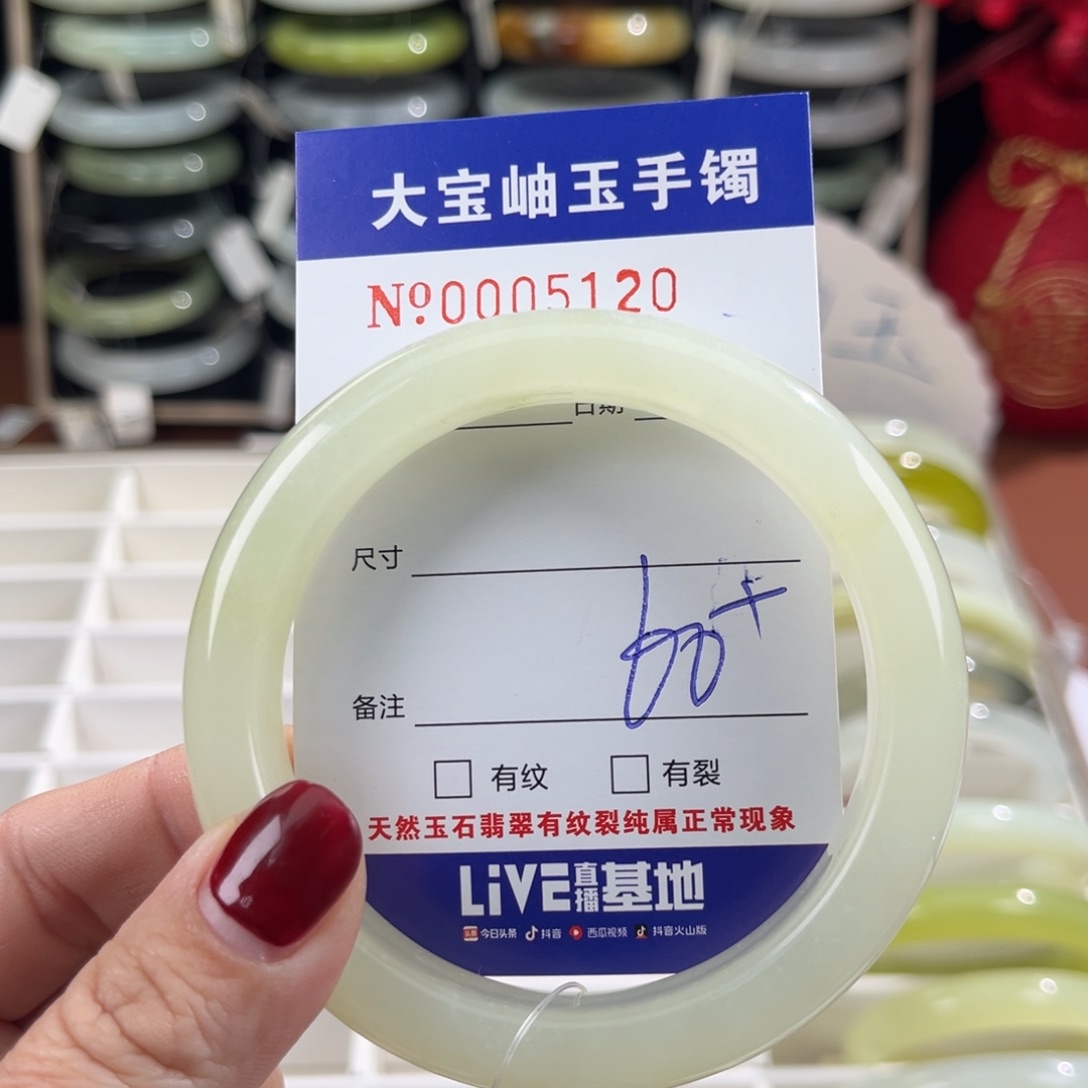 大宝岫玉手镯
Nº0005120
日期
尺寸
60+
备注
有纹 有裂
天然玉石翡翠有纹裂纯属正常现象
LiVE直播基地
头条 今日头条 抖音 西瓜视频 抖音火山版